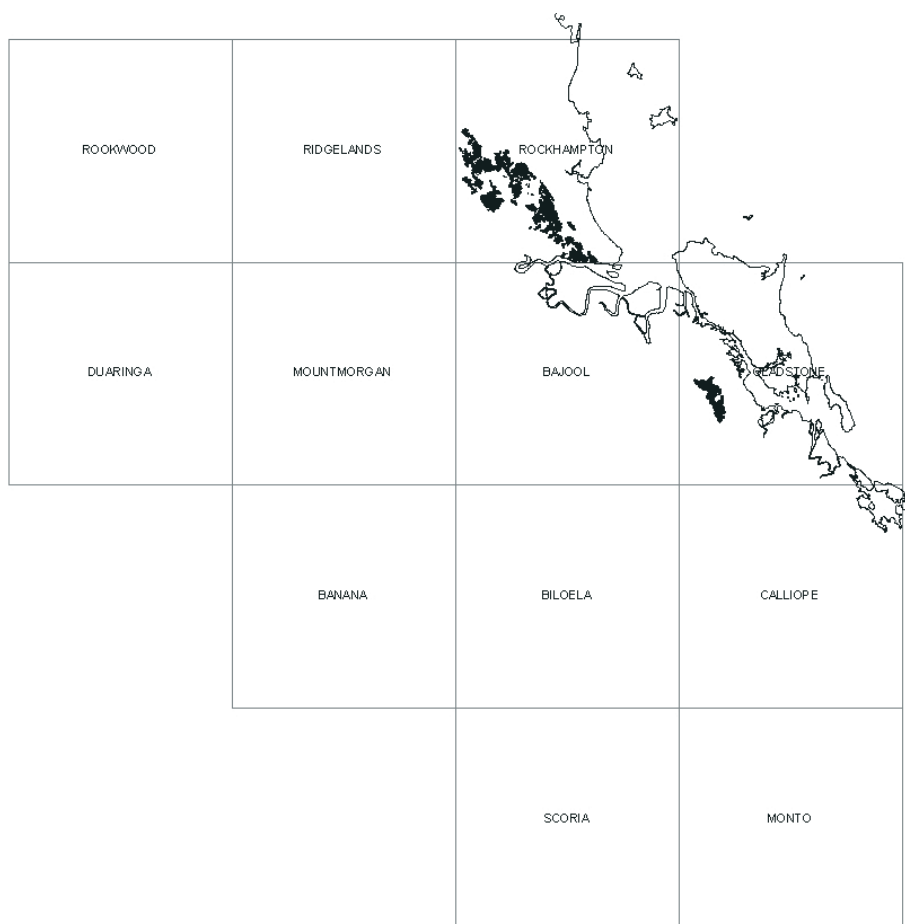 ROOKWOOD
RIDGELANDS
ROCKHAMPTON
DUARINGA
MOUNTMORGAN
BAJOOL
GLADSTONE
BANANA
BILOELA
CALLIOPE
SCORIA
MONTO